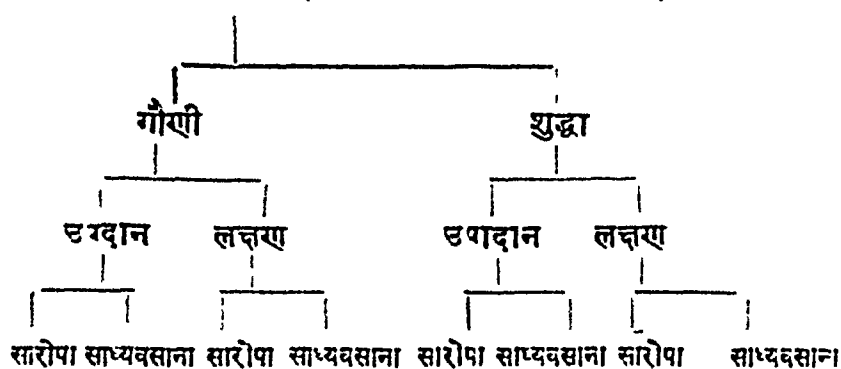 गौणी शुद्धा
उपादान लक्षण उपादान लक्षण
सारोपा साध्यवसाना सारोपा साध्यवसाना सारोपा साध्यवसाना सारोपा साध्यवसाना